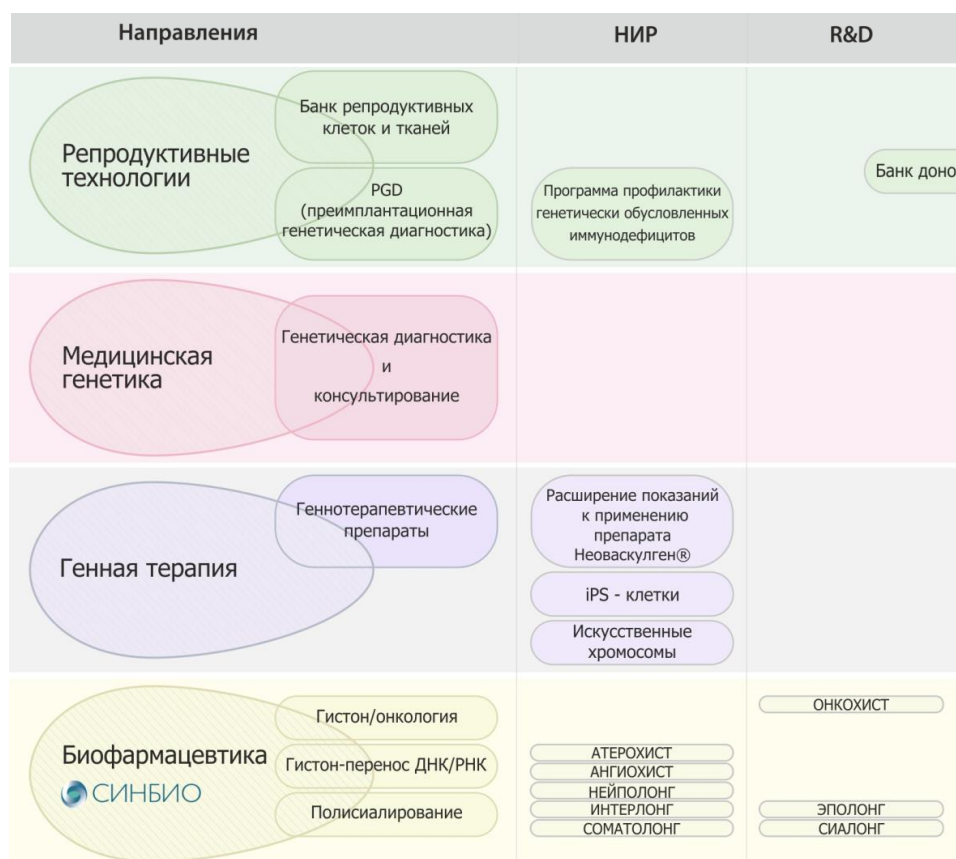 Направления
НИР
R&D
Репродуктивные
технологии
Банк репродуктивных
клеток и тканей
PGD
(преимплантационная
генетическая диагностика)
Программа профилактики
генетически обусловленных
иммунодефицитов
Банк доно
Медицинская
генетика
Генетическая диагностика
и
консультирование
Генная терапия
Геннотерапевтические
препараты
Расширение показаний
к применению
препарата
Неоваскулген®
iPS - клетки
Искусственные
хромосомы
Биофармацевтика
СИНБИО
Гистон/онкология
Гистон-перенос ДНК/РНК
Полисиалирование
АТЕРОХИСТ
АНГИОХИСТ
НЕЙПОЛОНГ
ИНТЕРЛОНГ
СОМАТОЛОНГ
ОНКОХИСТ
ЭПОЛОНГ
СИАЛОНГ